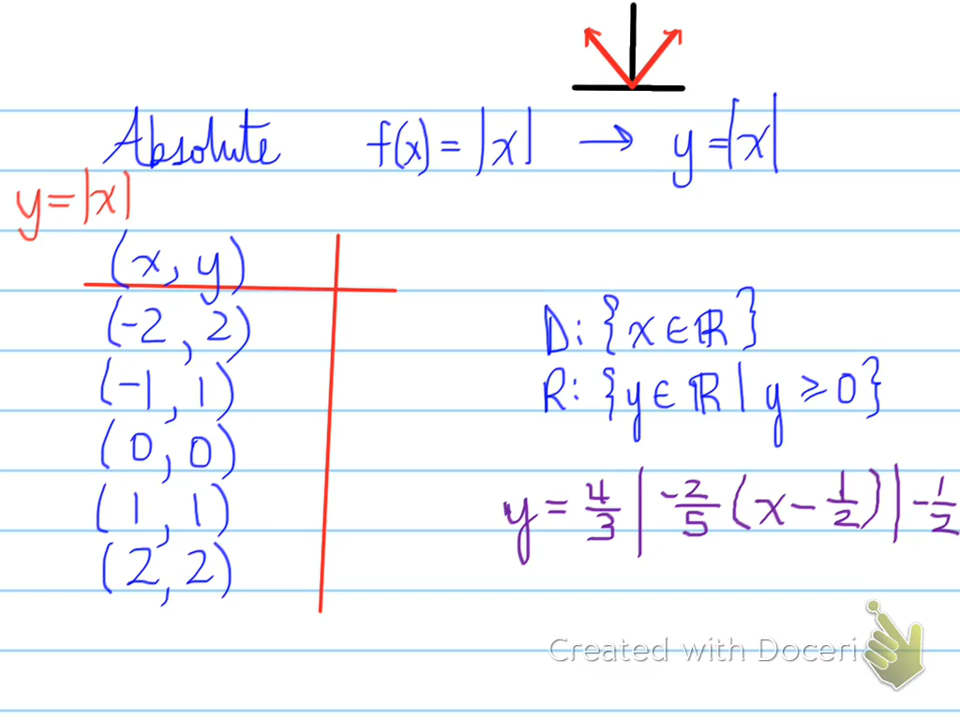 Absolute f(x) = |x| → y = |x|
y = |x|
(x, y)
(-2, 2)
(-1, 1)
(0, 0)
(1, 1)
(2, 2)
D: {x ∈ ℝ}
R: {y ∈ ℝ | y ≥ 0}
y = 4/3 | -2/5 (x - 1/2) | - 1/2
Created with Doceri